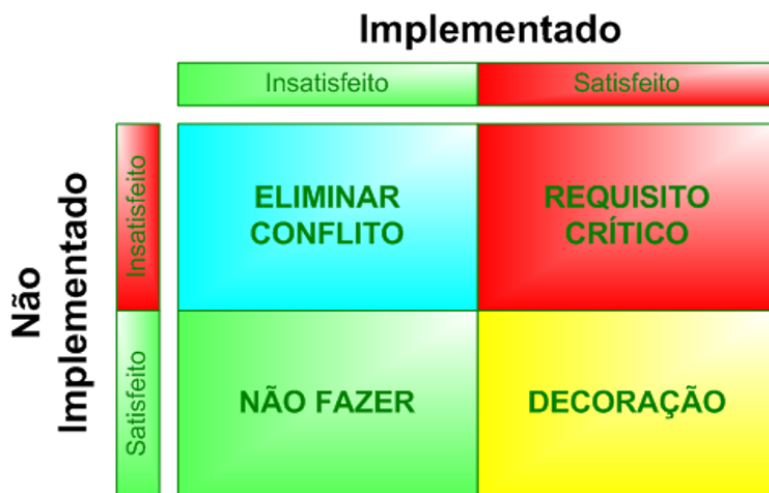 Implementado
Insatisfeito
Satisfeito
Não
Implementado
Insatisfeito
Satisfeito
ELIMINAR
CONFLITO
REQUISITO
CRÍTICO
NÃO FAZER
DECORAÇÃO